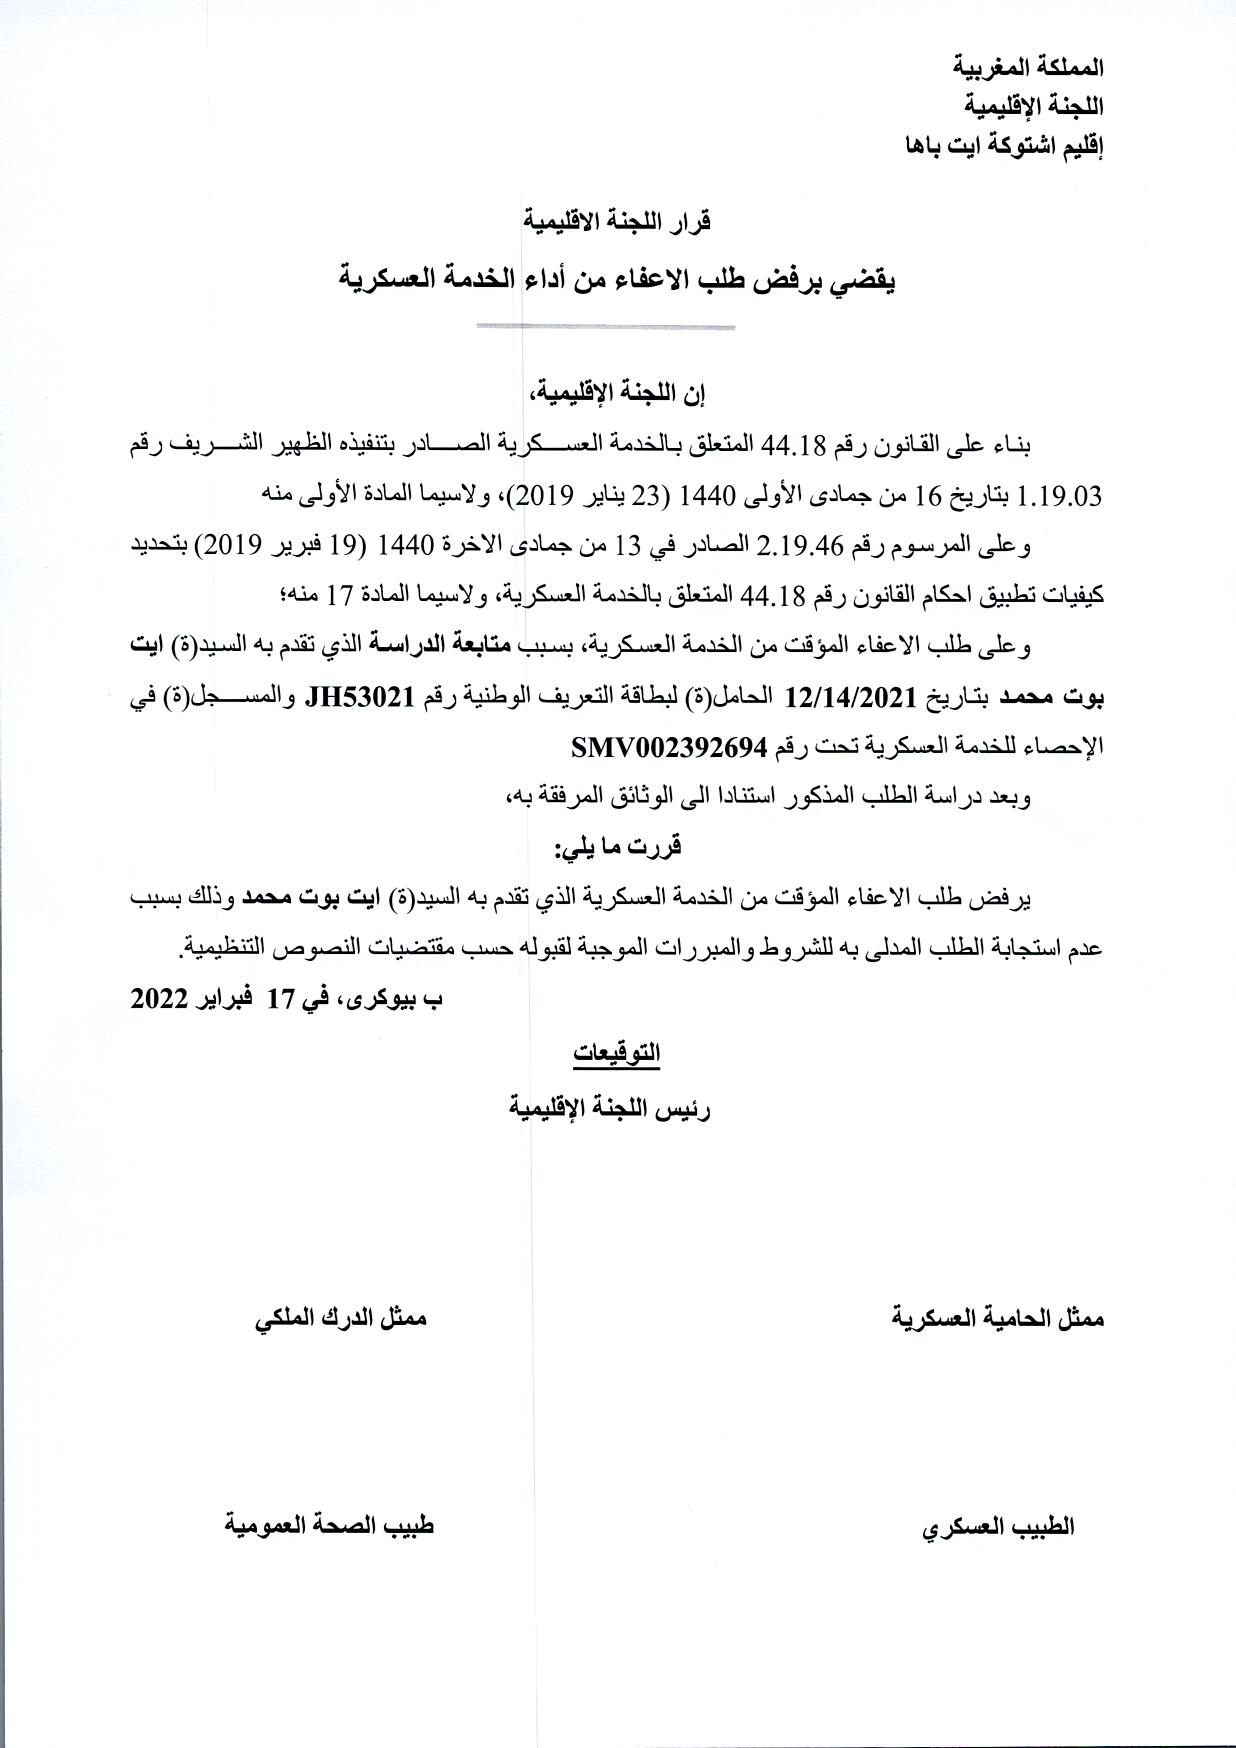 المملكة المغربية
اللجنة الإقليمية
إقليم اشتوكة ايت باها
قرار اللجنة الاقليمية
يقضي برفض طلب الاعفاء من أداء الخدمة العسكرية
إن اللجنة الإقليمية،
بناء على القانون رقم 44.18 المتعلق بالخدمة العسكرية الصادر بتنفيذه الظهير الشريف رقم
1.19.03 بتاريخ 16 من جمادى الأولى 1440 (23 يناير 2019)، ولاسيما المادة الأولى منه
وعلى المرسوم رقم 2.19.46 الصادر في 13 من جمادى الاخرة 1440 (19 فبرير 2019) بتحديد
كيفيات تطبيق احكام القانون رقم 44.18 المتعلق بالخدمة العسكرية، ولاسيما المادة 17 منه؛
وعلى طلب الاعفاء المؤقت من الخدمة العسكرية، بسبب متابعة الدراسة الذي تقدم به السيد(ة) ايت
بوت محمد بتاريخ 12/14/2021 الحامل(ة) لبطاقة التعريف الوطنية رقم JH53021 والمسجل(ة) في
الإحصاء للخدمة العسكرية تحت رقم SMV002392694
وبعد دراسة الطلب المذكور استنادا الى الوثائق المرفقة به،
قررت ما يلي:
يرفض طلب الاعفاء المؤقت من الخدمة العسكرية الذي تقدم به السيد(ة) ايت بوت محمد وذلك بسبب
عدم استجابة الطلب المدلى به للشروط والمبررات الموجبة لقبوله حسب مقتضيات النصوص التنظيمية.
ب بيوكرى، في 17 فبراير 2022
التوقيعات
رئيس اللجنة الإقليمية
ممثل الحامية العسكرية
ممثل الدرك الملكي
الطبيب العسكري
طبيب الصحة العمومية